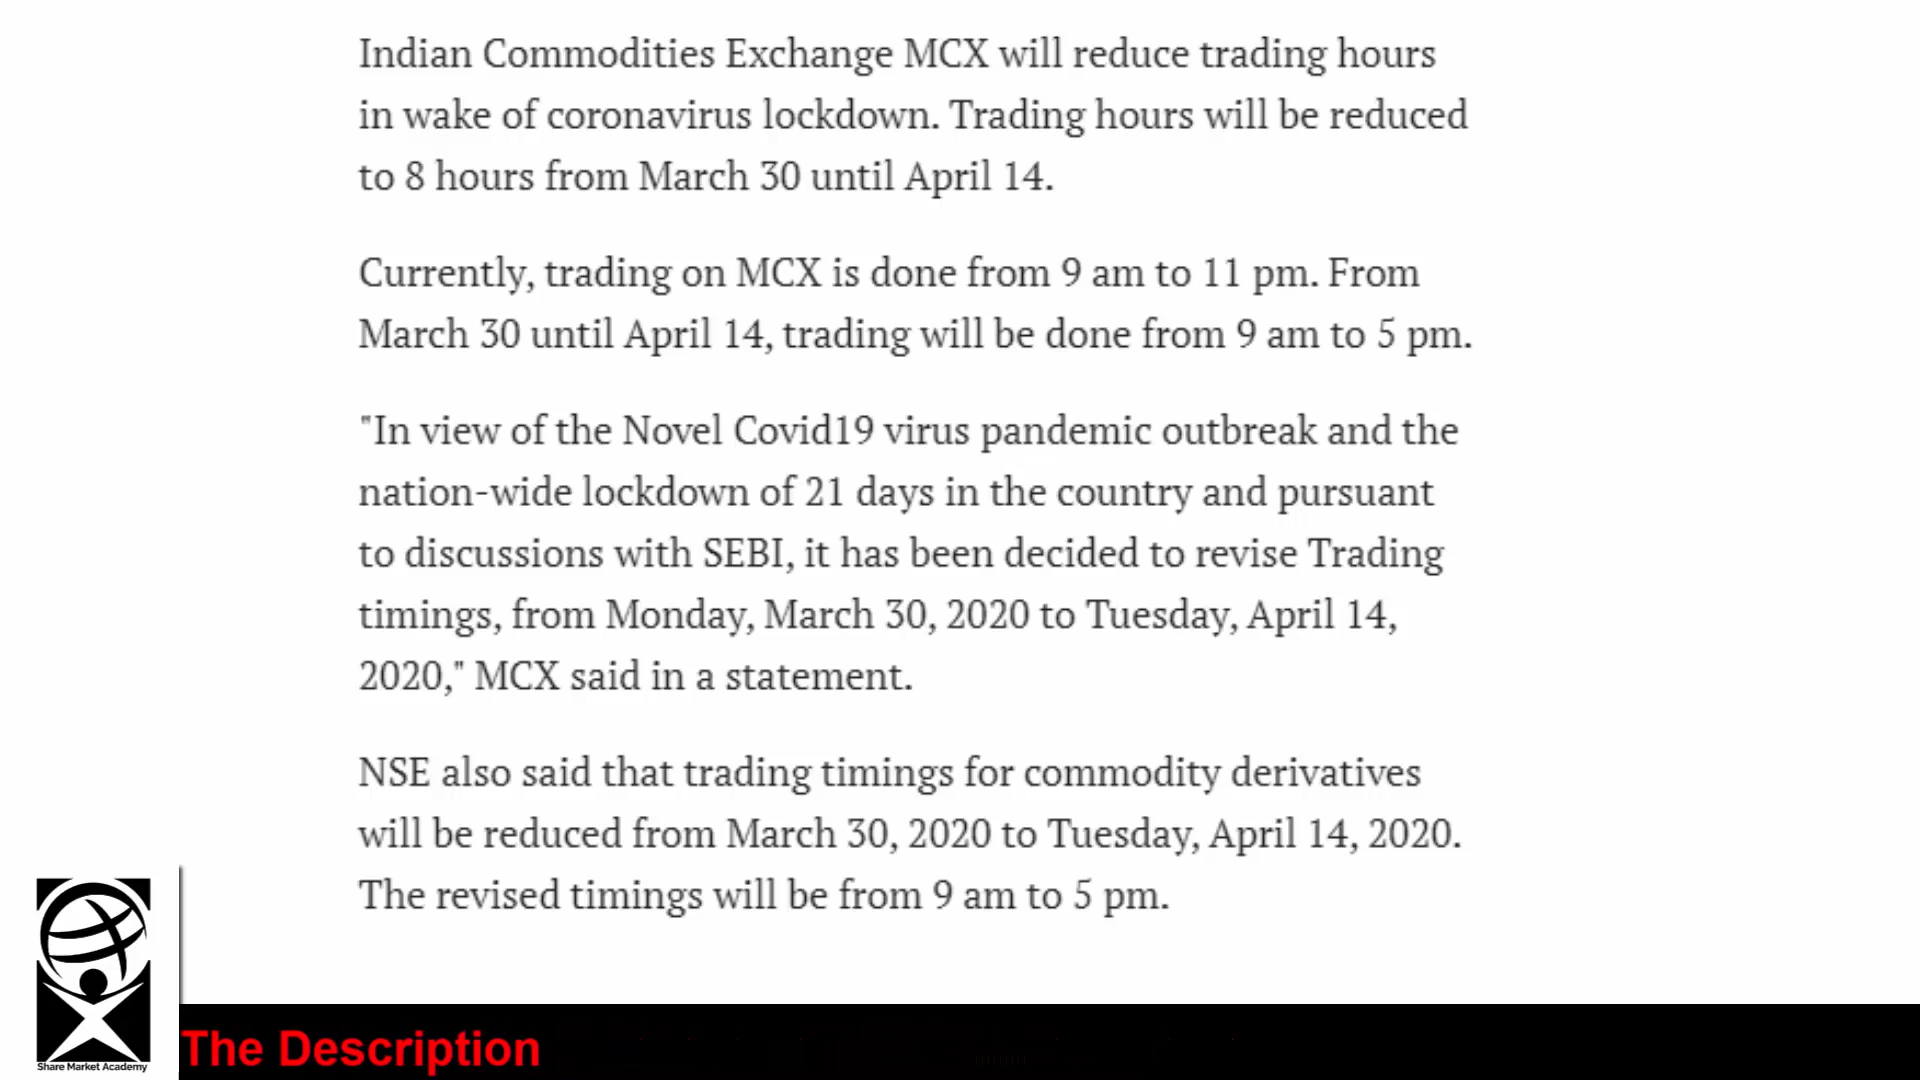 Indian Commodities Exchange MCX will reduce trading hours
in wake of coronavirus lockdown. Trading hours will be reduced
to 8 hours from March 30 until April 14.
Currently, trading on MCX is done from 9 am to 11 pm. From
March 30 until April 14, trading will be done from 9 am to 5 pm.
"In view of the Novel Covid19 virus pandemic outbreak and the
nation-wide lockdown of 21 days in the country and pursuant
to discussions with SEBI, it has been decided to revise Trading
timings, from Monday, March 30, 2020 to Tuesday, April 14,
2020," MCX said in a statement.
NSE also said that trading timings for commodity derivatives
will be reduced from March 30, 2020 to Tuesday, April 14, 2020.
The revised timings will be from 9 am to 5 pm.
Share Market Academy
The Description